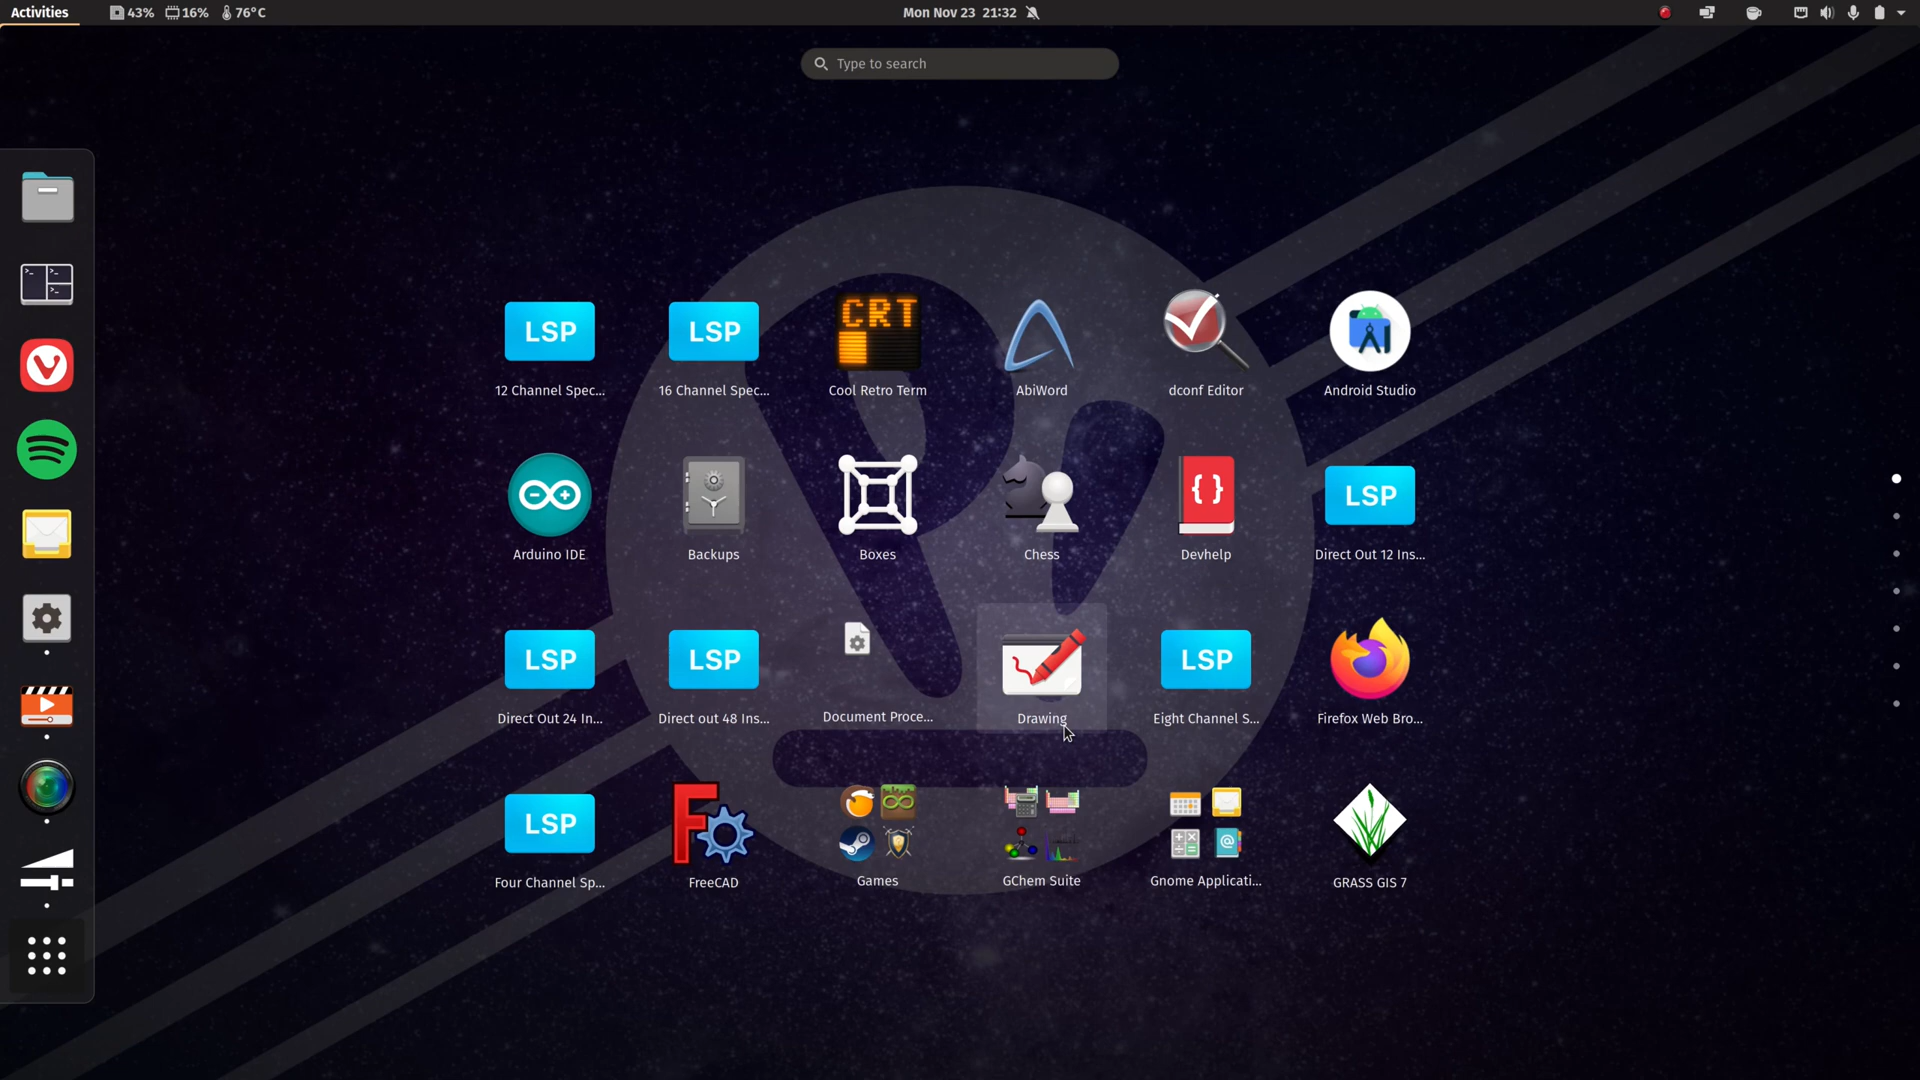 Activities 43% 16% 76°C Mon Nov 23 21:32
Type to search
LSP LSP CRT
12 Channel Spec... 16 Channel Spec... Cool Retro Term AbiWord dconf Editor Android Studio
{} LSP
Arduino IDE Backups Boxes Chess Devhelp Direct Out 12 Ins...
LSP LSP LSP
Direct Out 24 In... Direct out 48 Ins... Document Proce... Drawing Eight Channel S... Firefox Web Bro...
LSP
Four Channel Sp... FreeCAD Games GChem Suite Gnome Applicati... GRASS GIS 7